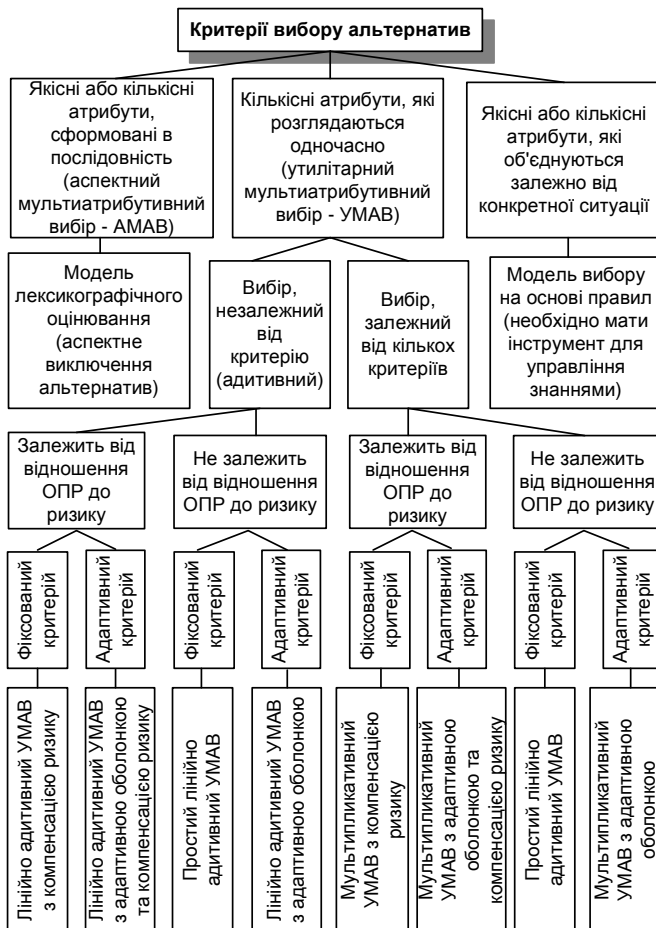 Критерії вибору альтернатив
Якісні або кількісні
атрибути,
сформовані в
послідовність
(аспектний
мультиатрибутивний
вибір - АМАВ)
Кількісні атрибути, які
розглядаються
одночасно
(утилітарний
мультиатрибутивний
вибір - УМАВ)
Якісні або кількісні
атрибути, які
об'єднуються
залежно від
конкретної ситуації
Модель
лексикографічного
оцінювання
(аспектне
виключення
альтернатив)
Вибір,
незалежний
від
критерію
(адитивний)
Вибір,
залежний
від кількох
критеріїв
Модель вибору
на основі правил
(необхідно мати
інструмент для
управління
знаннями)
Залежить від
відношення
ОПР до
ризику
Не залежить
від відношення
ОПР до ризику
Залежить від
відношення
ОПР до
ризику
Не залежить
від відношення
ОПР до ризику
Фіксований
критерій
Адаптивний
критерій
Фіксований
критерій
Адаптивний
критерій
Фіксований
критерій
Адаптивний
критерій
Фіксований
критерій
Адаптивний
критерій
Лінійно адитивний УМАВ
з компенсацією ризику
Лінійно адитивний УМАВ
з адаптивною оболонкою
та компенсацією ризику
Простий лінійно
адитивний УМАВ
Лінійно адитивний УМАВ
з адаптивною оболонкою
Мультипликативний
УМАВ з компенсацією
ризику
Мультипликативний
УМАВ з адаптивною
оболонкою та
компенсацією ризику
Простий лінійно
адитивний УМАВ
Мультипликативний
УМАВ з адаптивною
оболонкою